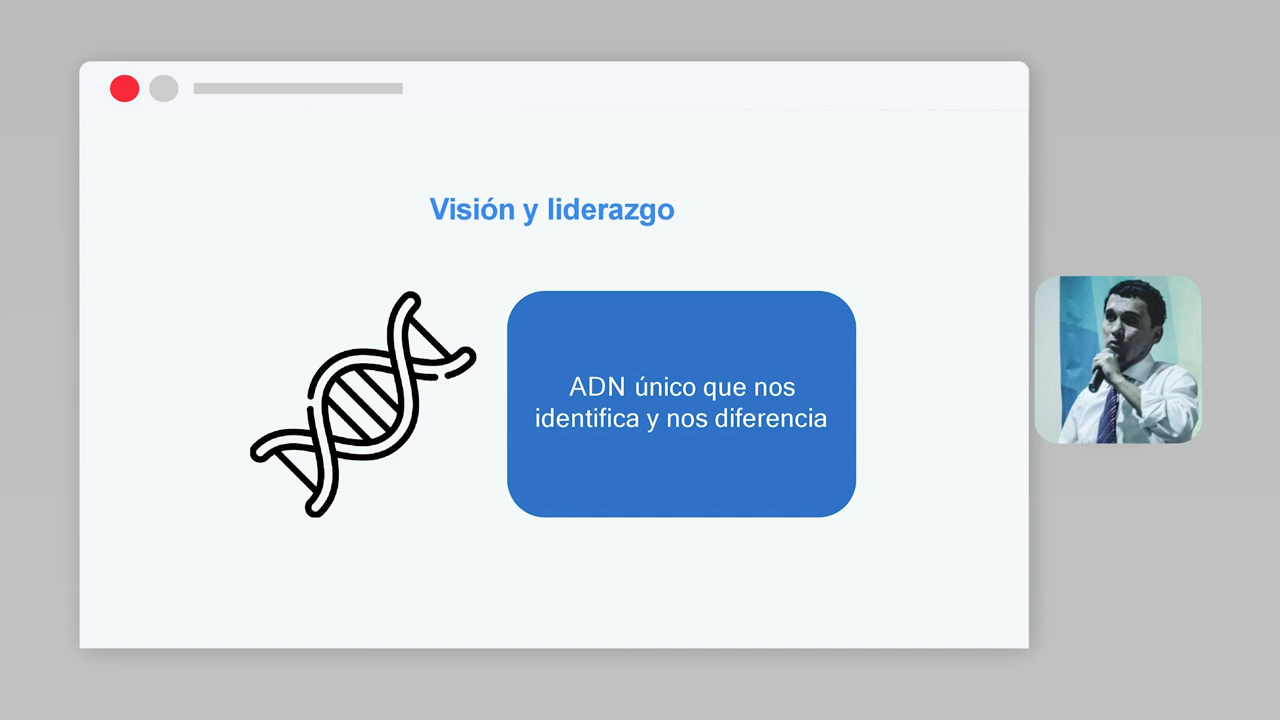 Visión y liderazgo
ADN único que nos
identifica y nos diferencia